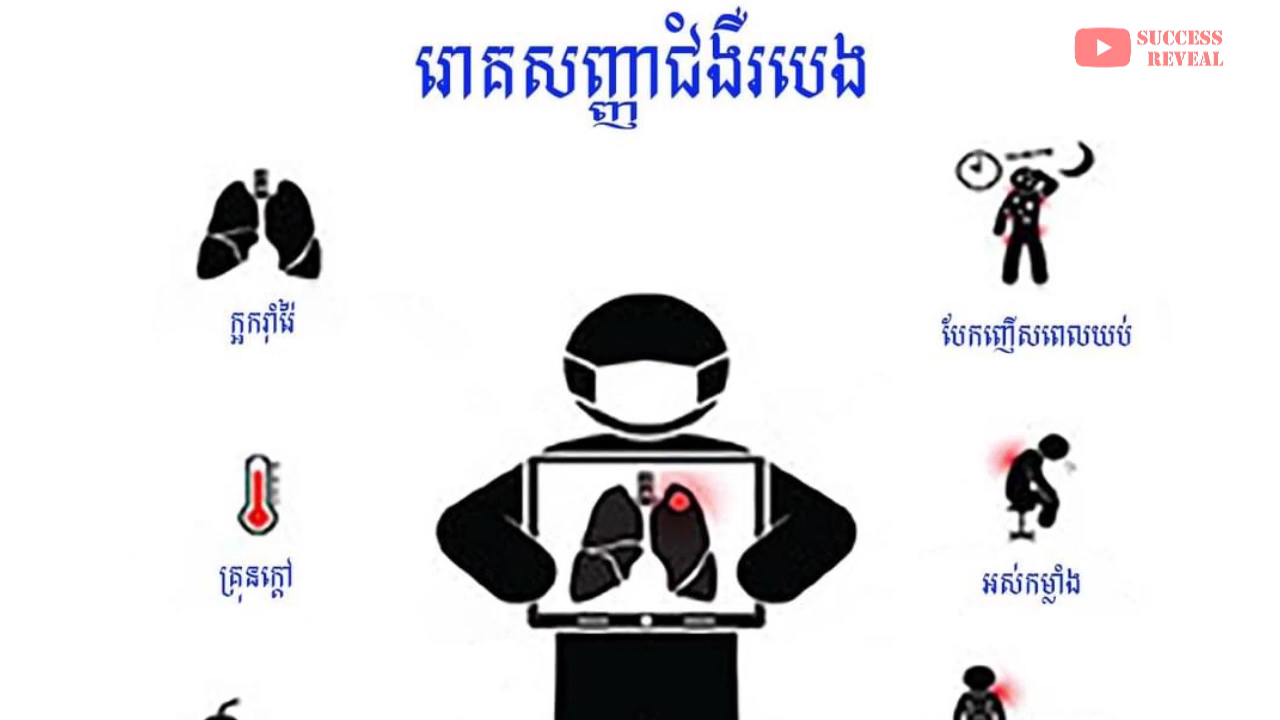 រោគសញ្ញាជំងឺរបេង
SUCCESS
REVEAL
ក្អករ៉ាំរ៉ៃ
បែកញើសពេលយប់
គ្រុនក្តៅ
អស់កម្លាំង